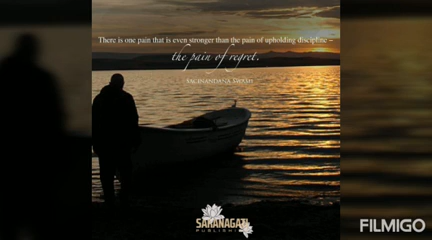 There is one pain that is even stronger than the pain of upholding discipline –
the pain of regret.
SACINANDANA SWAMI
SARANAGATI
PUBLISHING
FILMIGO